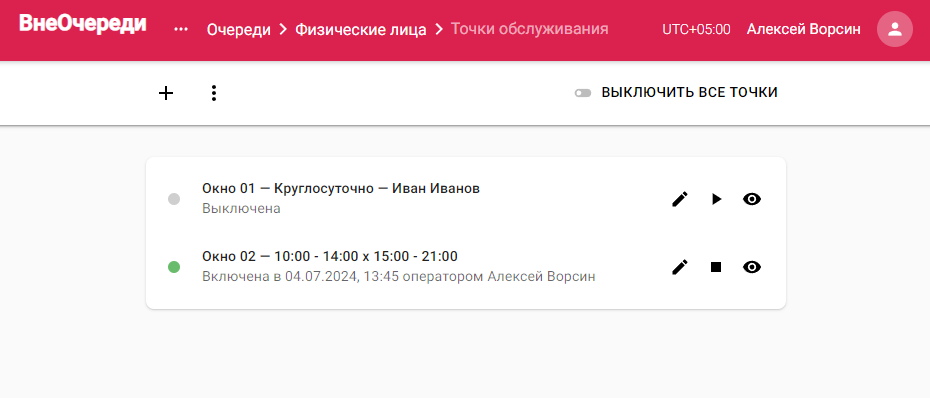 ВнеОчереди ... Очереди > Физические лица > Точки обслуживания UTC+05:00 Алексей Ворсин
ВЫКЛЮЧИТЬ ВСЕ ТОЧКИ
Окно 01 — Круглосуточно — Иван Иванов
Выключена
Окно 02 — 10:00 - 14:00 x 15:00 - 21:00
Включена в 04.07.2024, 13:45 оператором Алексей Ворсин